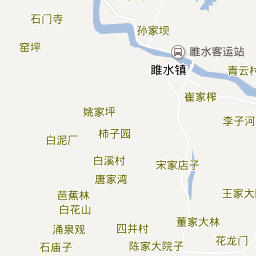 石门寺
孙家坝
窑坪
睢水客运站
睢水镇
青云村
崔家榨
姚家坪
李子河
柿子园
白泥厂
白溪村
宋家店子
唐家湾
芭蕉林
王家大
白花山
董家大林
涌泉观
四井村
花龙门
石庙子
陈家大院子